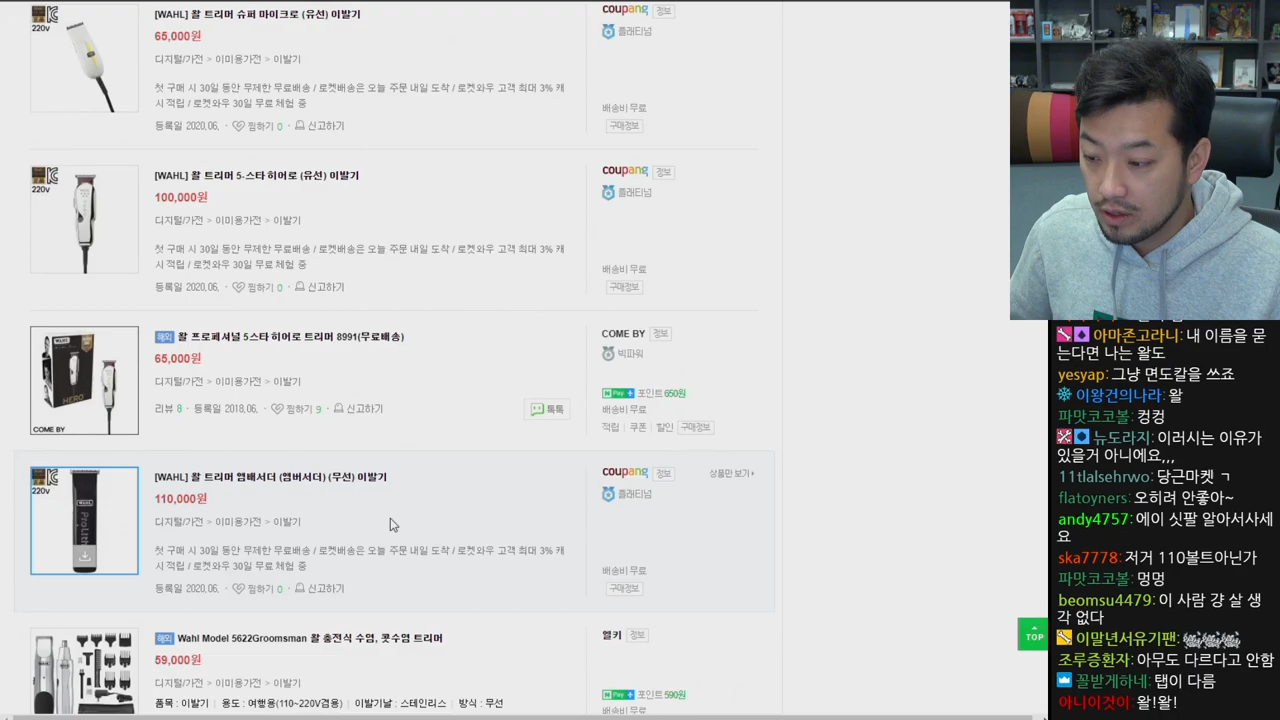 KC
220v
[WAHL] 왈 트리머 슈퍼 마이크로 (유선) 이발기
65,000원
디지털/가전 > 이미용가전 > 이발기
첫 구매 시 30일 동안 무제한 무료배송 / 로켓배송은 오늘 주문 내일 도착 / 로켓와우 고객 최대 3% 캐
시 적립 / 로켓와우 30일 무료 체험 중
등록일 2020.06. · 찜하기 0 · 신고하기
coupang 정보
플래티넘
배송비 무료
구매정보
KC
220v
[WAHL] 왈 트리머 5-스타 히어로 (유선) 이발기
100,000원
디지털/가전 > 이미용가전 > 이발기
첫 구매 시 30일 동안 무제한 무료배송 / 로켓배송은 오늘 주문 내일 도착 / 로켓와우 고객 최대 3% 캐
시 적립 / 로켓와우 30일 무료 체험 중
등록일 2020.06. · 찜하기 0 · 신고하기
coupang 정보
플래티넘
배송비 무료
구매정보
HERO
COME BY
해외 왈 프로페셔널 5스타 히어로 트리머 8991(무료배송)
65,000원
디지털/가전 > 이미용가전 > 이발기
리뷰 8 · 등록일 2018.06. · 찜하기 9 · 신고하기
톡톡
COME BY 정보
빅파워
N Pay + 포인트 650원
배송비 무료
적립 쿠폰 할인 구매정보
KC
220v
WAHL
[WAHL] 왈 트리머 앰배서더 (앰버서더) (무선) 이발기
110,000원
디지털/가전 > 이미용가전 > 이발기
첫 구매 시 30일 동안 무제한 무료배송 / 로켓배송은 오늘 주문 내일 도착 / 로켓와우 고객 최대 3% 캐
시 적립 / 로켓와우 30일 무료 체험 중
등록일 2020.06. · 찜하기 0 · 신고하기
coupang 정보
상품만 보기
플래티넘
배송비 무료
구매정보
해외 Wahl Model 5622Groomsman 왈 충전식 수염, 콧수염 트리머
59,000원
디지털/가전 > 이미용가전 > 이발기
품목 : 이발기 | 용도 : 여행용(110~220V겸용) | 이발기날 : 스테인리스 | 방식 : 무선
엘키 정보
N Pay + 포인트 590원
배송비 무료
TOP
아마존고라니: 내 이름을 묻
는다면 나는 왈도
yesyap: 그냥 면도칼을 쓰죠
이왕건의나라: 왈
파맛코코볼: 컹컹
뉴도라지: 이러시는 이유가
있을거 아니에요,,,
11tlalsehrwo: 당근마켓 ㄱ
flatoyners: 오히려 안좋아~
andy4757: 에이 싯팔 알아서사세
요
ska7778: 저거 110볼트아닌가
파맛코코볼: 멍멍
beomsu4479: 이 사람 걍 살 생
각 없다
이말년서유기팬:
조루증환자: 아무도 다르다고 안함
꼴받게하네: 탭이 다름
아니이것이: 왈!왈!